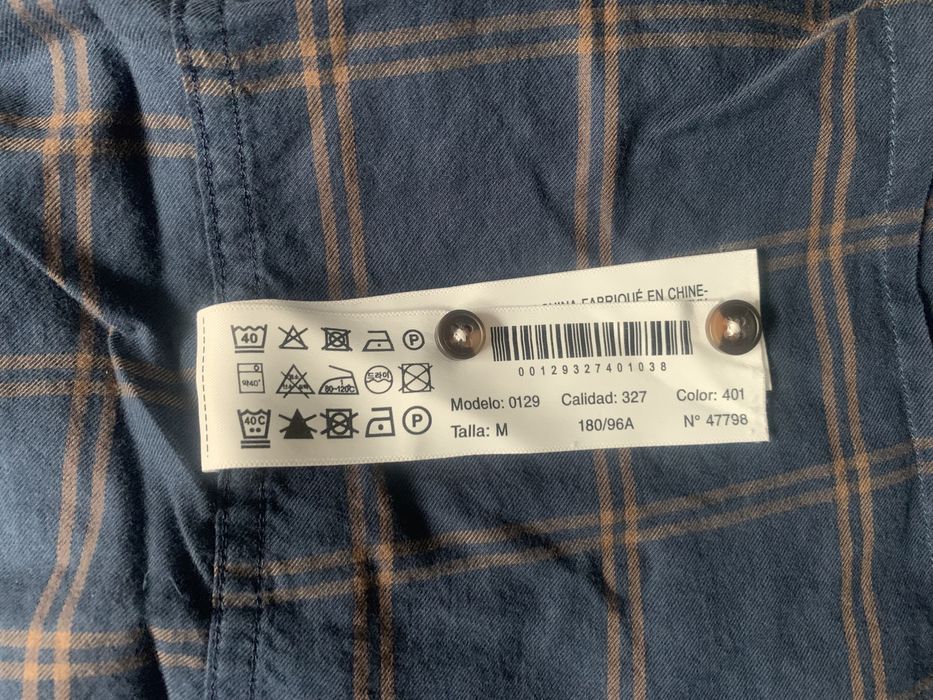 CHINA FABRIQUÉ EN CHINE-
40
P
00129327401038
약40°
80-120C
드라이
Modelo: 0129 Calidad: 327 Color: 401
40C
P
Talla: M 180/96A N° 47798